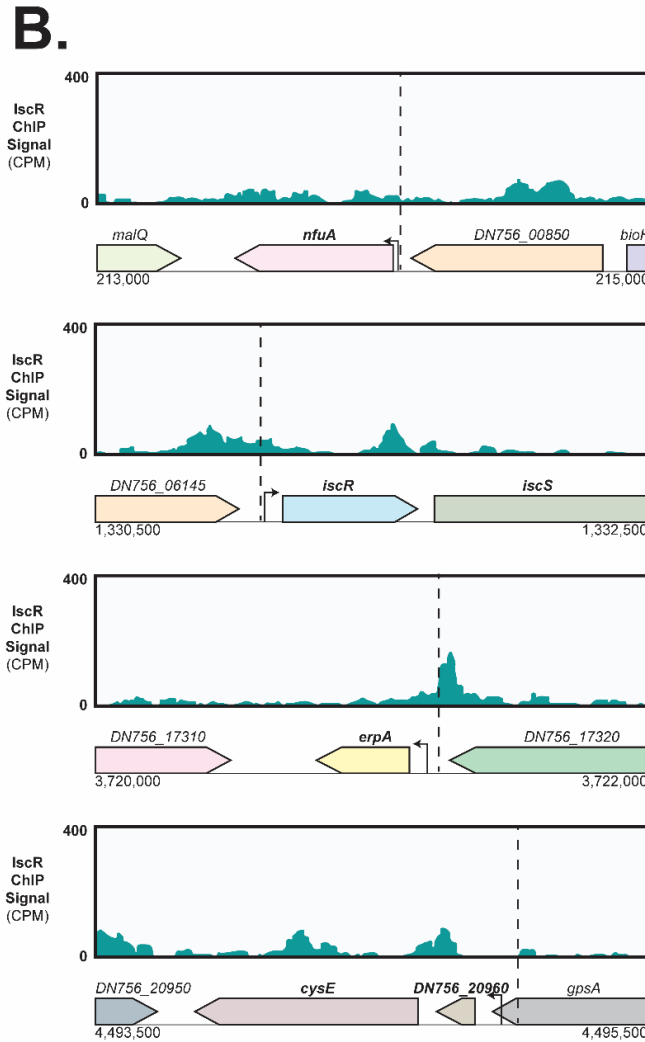 B.
400
IscR
ChIP
Signal
(CPM)
0
malQ nfuA DN756_00850 bioH
213,000 215,000
400
IscR
ChIP
Signal
(CPM)
0
DN756_06145 iscR iscS
1,330,500 1,332,500
400
IscR
ChIP
Signal
(CPM)
0
DN756_17310 erpA DN756_17320
3,720,000 3,722,000
400
IscR
ChIP
Signal
(CPM)
0
DN756_20950 cysE DN756_20960 gpsA
4,493,500 4,495,500